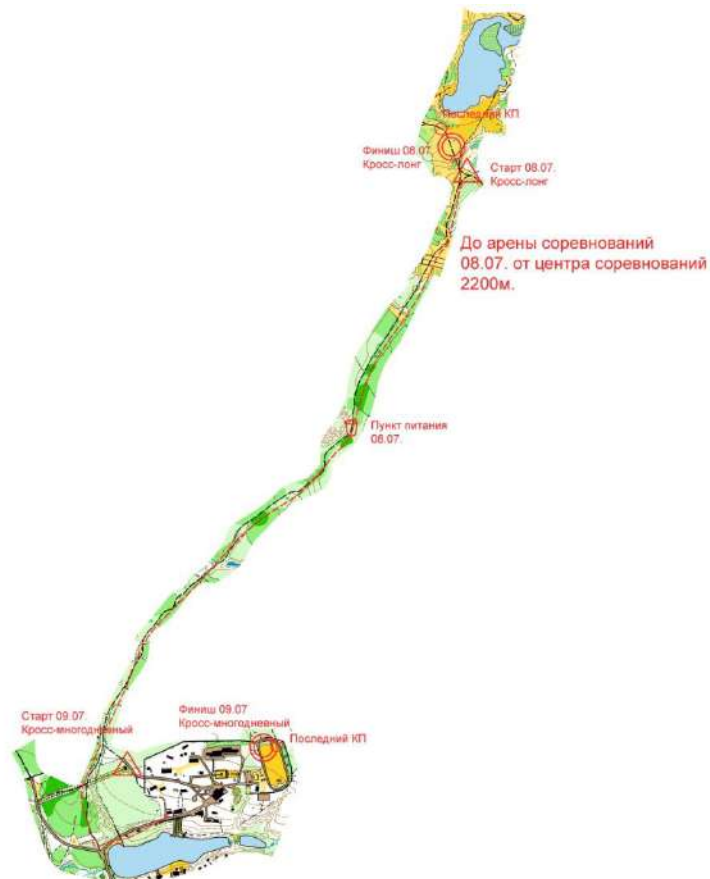 Последний КП
Финиш 08.07.
Кросс-лонг
Старт 08.07.
Кросс-лонг
До арены соревнований
08.07. от центра соревнований
2200м.
Пункт питания
08.07.
Старт 09.07.
Кросс-многодневный
Финиш 09.07
Кросс-многодневный
Последний КП